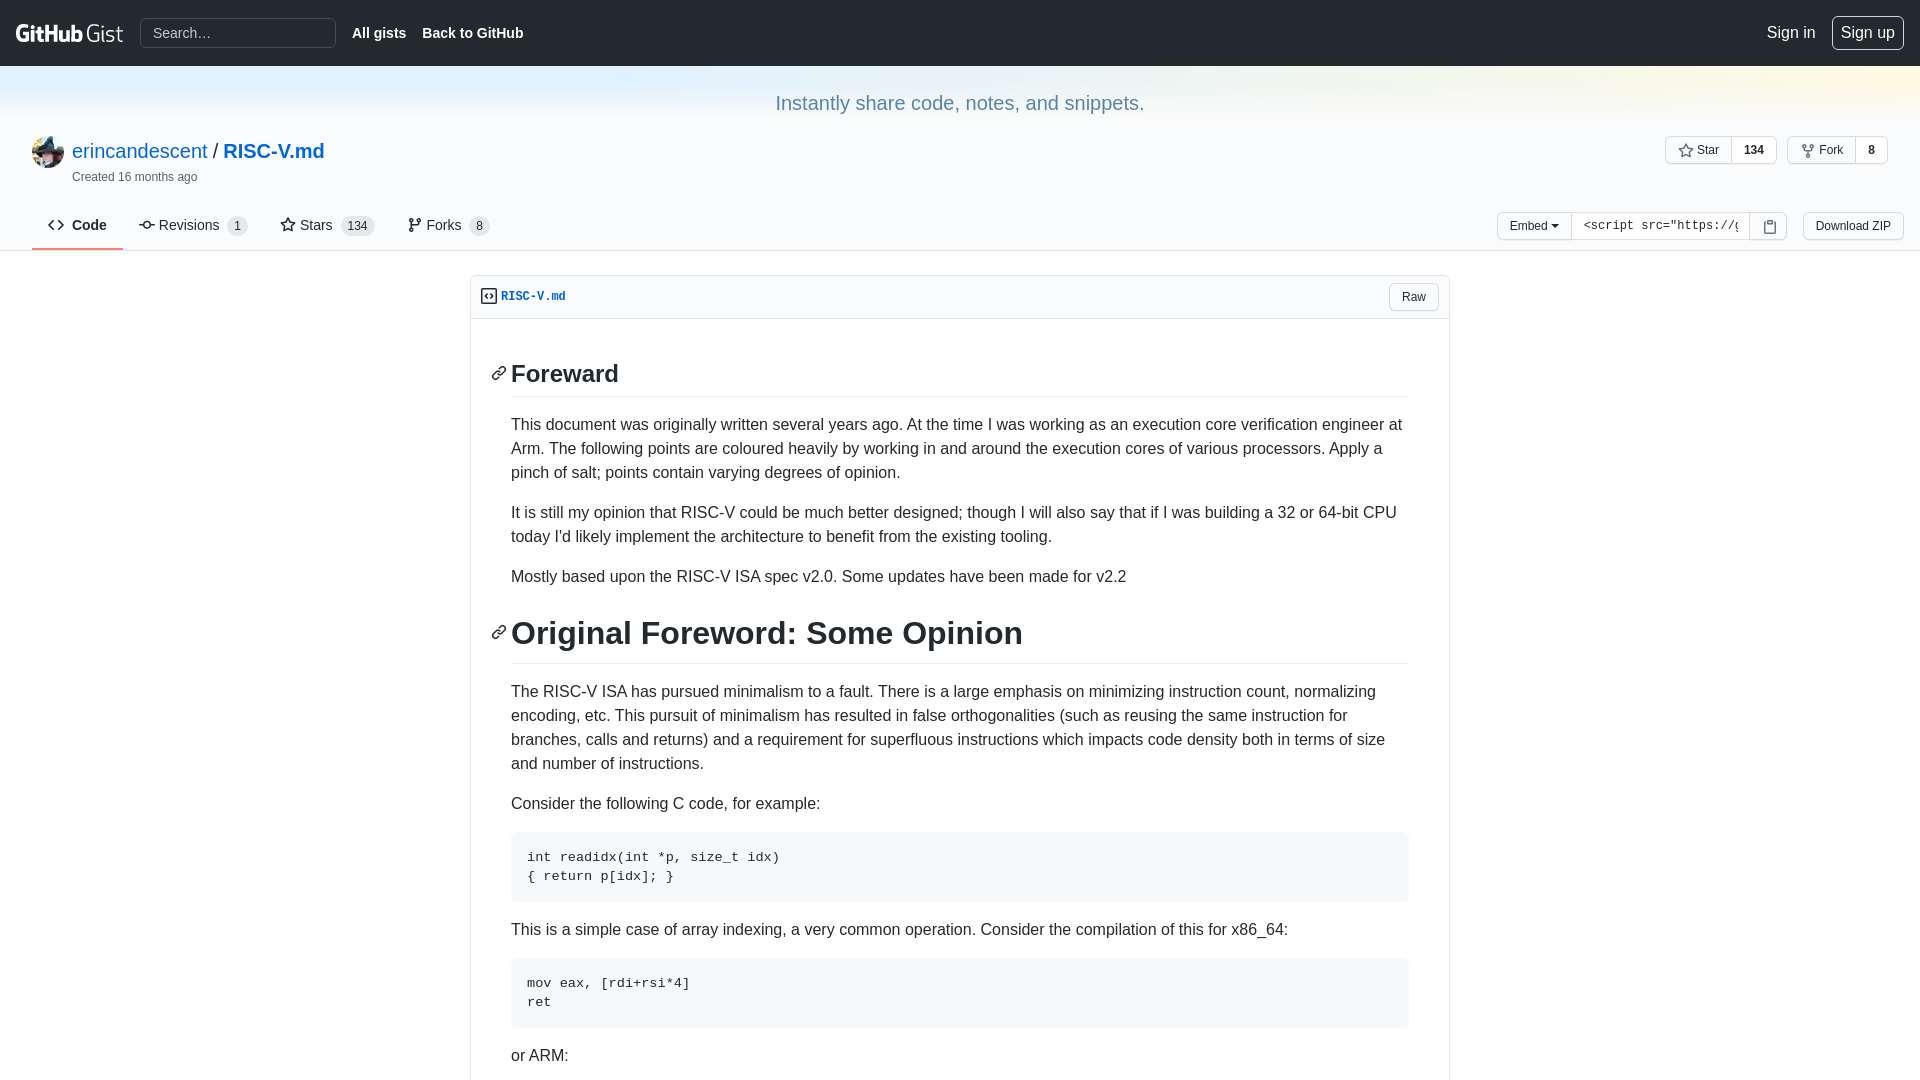 GitHub Gist Search… All gists Back to GitHub Sign in Sign up
Instantly share code, notes, and snippets.
erincandescent / RISC-V.md
Star 134 Fork 8
Created 16 months ago
Code Revisions 1 Stars 134 Forks 8 Embed <script src="https://g Download ZIP
RISC-V.md Raw
Foreward
This document was originally written several years ago. At the time I was working as an execution core verification engineer at
Arm. The following points are coloured heavily by working in and around the execution cores of various processors. Apply a
pinch of salt; points contain varying degrees of opinion.
It is still my opinion that RISC-V could be much better designed; though I will also say that if I was building a 32 or 64-bit CPU
today I'd likely implement the architecture to benefit from the existing tooling.
Mostly based upon the RISC-V ISA spec v2.0. Some updates have been made for v2.2
Original Foreword: Some Opinion
The RISC-V ISA has pursued minimalism to a fault. There is a large emphasis on minimizing instruction count, normalizing
encoding, etc. This pursuit of minimalism has resulted in false orthogonalities (such as reusing the same instruction for
branches, calls and returns) and a requirement for superfluous instructions which impacts code density both in terms of size
and number of instructions.
Consider the following C code, for example:
int readidx(int *p, size_t idx)
{ return p[idx]; }
This is a simple case of array indexing, a very common operation. Consider the compilation of this for x86_64:
mov eax, [rdi+rsi*4]
ret
or ARM: